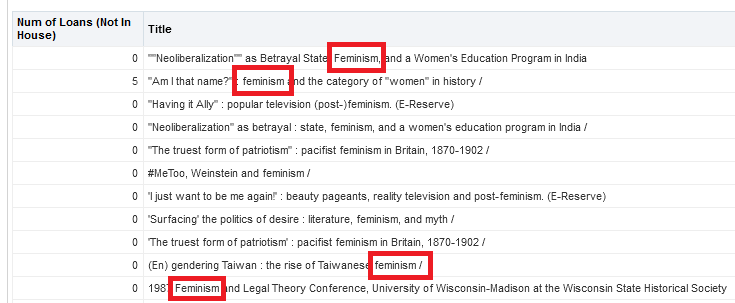 Num of Loans (Not In House) Title
0 ""Neoliberalization"" as Betrayal State, Feminism, and a Women's Education Program in India
5 "Am I that name?" : feminism and the category of "women" in history /
0 "Having it Ally" : popular television (post-)feminism. (E-Reserve)
0 "Neoliberalization" as betrayal : state, feminism, and a women's education program in India /
0 "The truest form of patriotism" : pacifist feminism in Britain, 1870-1902 /
0 #MeToo, Weinstein and feminism /
0 'I just want to be me again!' : beauty pageants, reality television and post-feminism. (E-Reserve)
0 'Surfacing' the politics of desire : literature, feminism, and myth /
0 'The truest form of patriotism' : pacifist feminism in Britain, 1870-1902 /
0 (En) gendering Taiwan : the rise of Taiwanese feminism /
0 1987 Feminism and Legal Theory Conference, University of Wisconsin-Madison at the Wisconsin State Historical Society